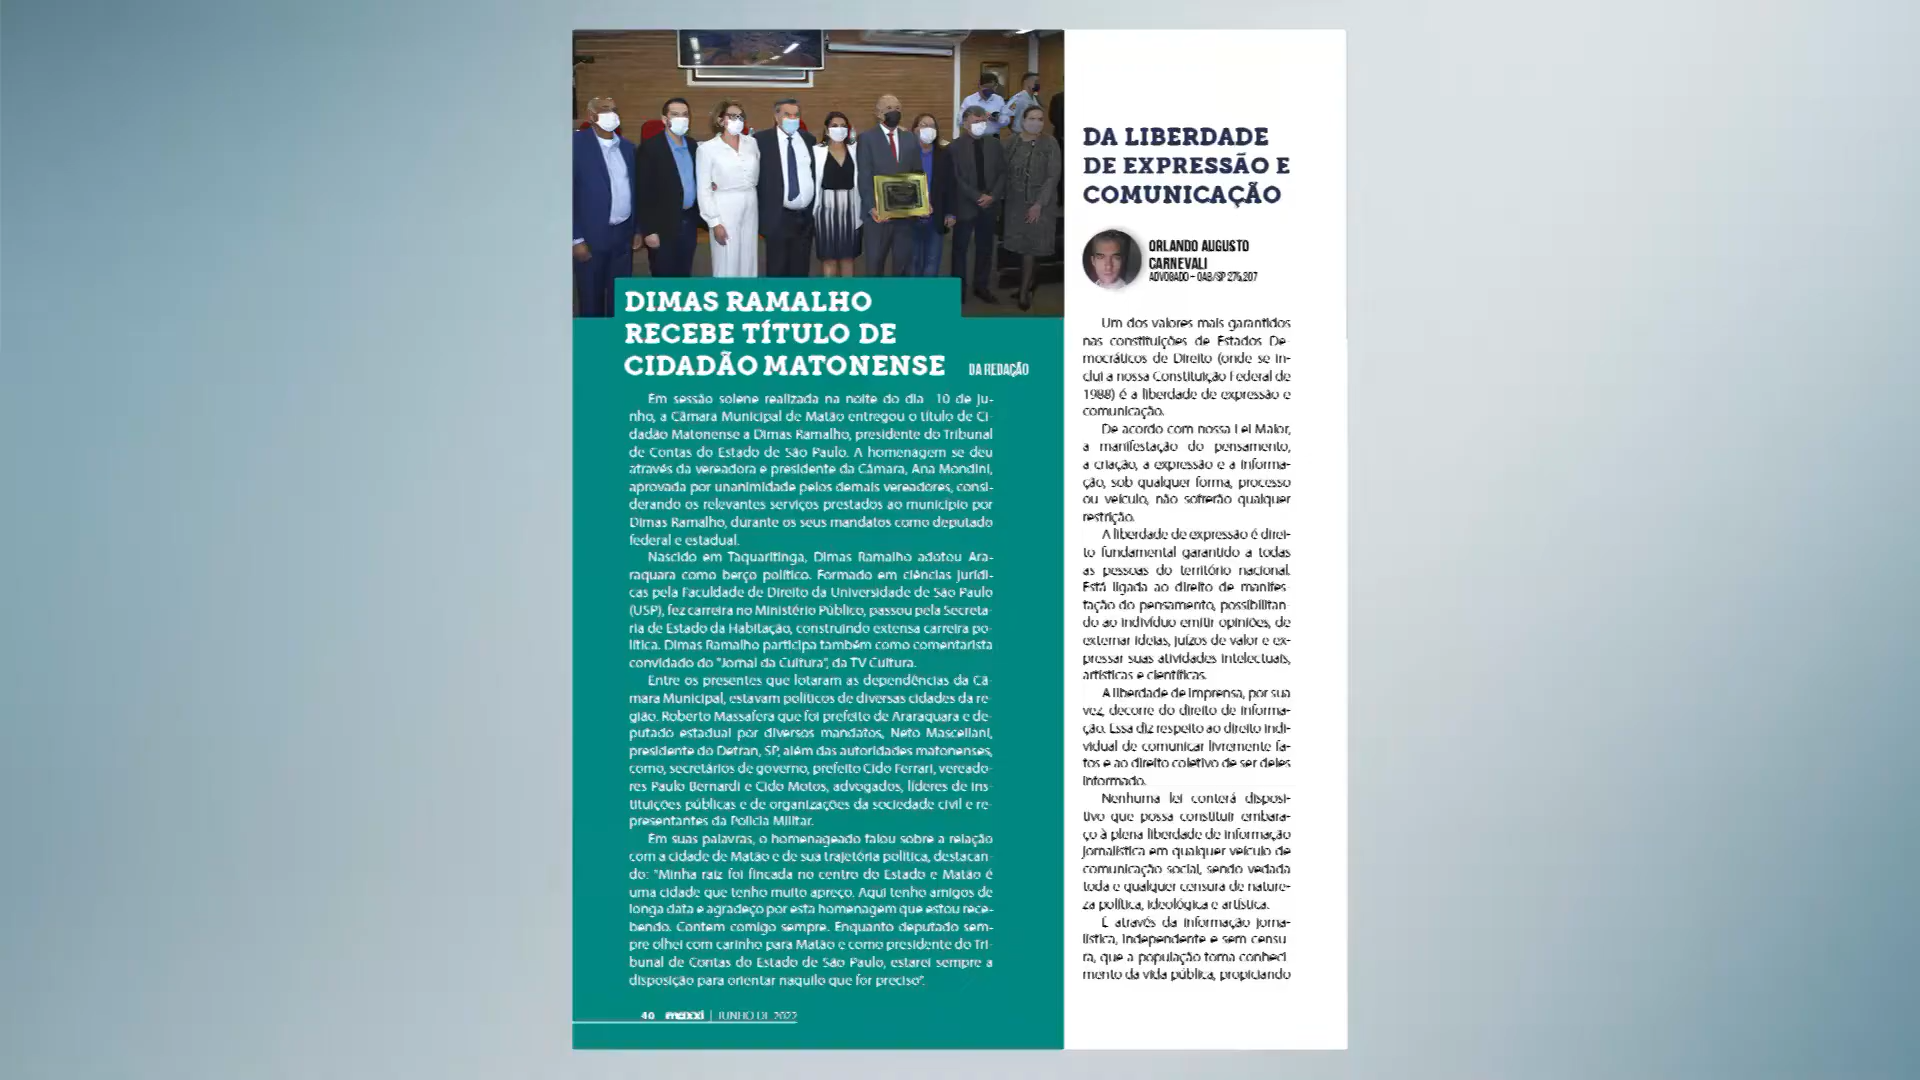 DIMAS RAMALHO
RECEBE TÍTULO DE
CIDADÃO MATONENSE
DA REDAÇÃO
Em sessão solene realizada na noite do dia 10 de ju-
nho, a Câmara Municipal de Matão entregou o título de Ci-
dadão Matonense a Dimas Ramalho, presidente do Tribunal
de Contas do Estado de São Paulo. A homenagem se deu
através da vereadora e presidente da Câmara, Ana Mondini,
aprovada por unanimidade pelos demais vereadores, consi-
derando os relevantes serviços prestados ao município por
Dimas Ramalho, durante os seus mandatos como deputado
federal e estadual.
Nascido em Taquaritinga, Dimas Ramalho adotou Ara-
raquara como berço político. Formado em ciências jurídi-
cas pela Faculdade de Direito da Universidade de São Paulo
(USP), fez carreira no Ministério Público, passou pela Secreta-
ria de Estado da Habitação, construindo extensa carreira po-
lítica. Dimas Ramalho participa também como comentarista
convidado do "Jornal da Cultura", da TV Cultura.
Entre os presentes que lotaram as dependências da Câ-
mara Municipal, estavam políticos de diversas cidades da re-
gião. Roberto Massafera que foi prefeito de Araraquara e de-
putado estadual por diversos mandatos, Neto Mascellani,
presidente do Detran, SP, além das autoridades matonenses,
como, secretários de governo, prefeito Cido Ferrari, vereado-
res Paulo Bernardi e Cido Motos, advogados, líderes de ins-
tituições públicas e de organizações da sociedade civil e re-
presentantes da Polícia Militar.
Em suas palavras, o homenageado falou sobre a relação
com a cidade de Matão e de sua trajetória política, destacan-
do: "Minha raiz foi fincada no centro do Estado e Matão é
uma cidade que tenho muito apreço. Aqui tenho amigos de
longa data e agradeço por esta homenagem que estou rece-
bendo. Contem comigo sempre. Enquanto deputado sem-
pre olhei com carinho para Matão e como presidente do Tri-
bunal de Contas do Estado de São Paulo, estarei sempre a
disposição para orientar naquilo que for preciso".
40 maxxi | JUNHO DE 2022
DA LIBERDADE
DE EXPRESSÃO E
COMUNICAÇÃO
ORLANDO AUGUSTO
CARNEVALI
ADVOGADO - OAB/SP 275.207
Um dos valores mais garantidos
nas constituições de Estados De-
mocráticos de Direito (onde se in-
clui a nossa Constituição Federal de
1988) é a liberdade de expressão e
comunicação.
De acordo com nossa Lei Maior,
a manifestação do pensamento,
a criação, a expressão e a informa-
ção, sob qualquer forma, processo
ou veículo, não sofrerão qualquer
restrição.
A liberdade de expressão é direi-
to fundamental garantido a todas
as pessoas do território nacional.
Está ligada ao direito de manifes-
tação do pensamento, possibilitan-
do ao indivíduo emitir opiniões, de
externar ideias, juízos de valor e ex-
pressar suas atividades intelectuais,
artísticas e científicas.
A liberdade de imprensa, por sua
vez, decorre do direito de informa-
ção. Essa diz respeito ao direito indi-
vidual de comunicar livremente fa-
tos e ao direito coletivo de ser deles
informado.
Nenhuma lei conterá disposi-
tivo que possa constituir embara-
ço à plena liberdade de informação
jornalística em qualquer veículo de
comunicação social, sendo vedada
toda e qualquer censura de nature-
za política, ideológica e artística.
É através da informação jorna-
lística, independente e sem censu-
ra, que a população toma conheci-
mento da vida pública, propiciando